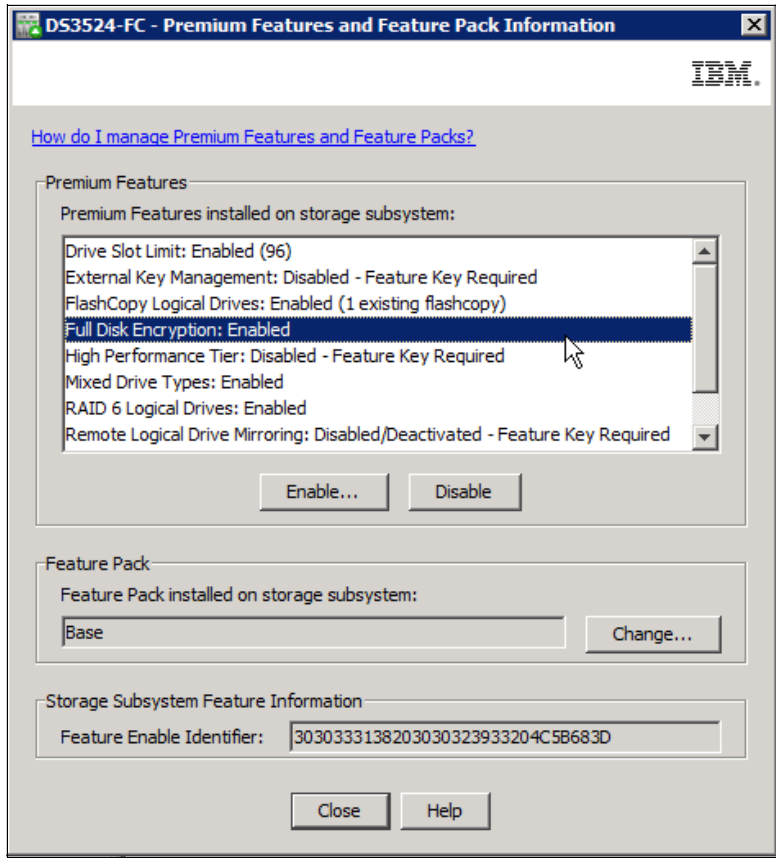 DS3524-FC - Premium Features and Feature Pack Information
IBM.
How do I manage Premium Features and Feature Packs?
Premium Features
Premium Features installed on storage subsystem:
Drive Slot Limit: Enabled (96)
External Key Management: Disabled - Feature Key Required
FlashCopy Logical Drives: Enabled (1 existing flashcopy)
Full Disk Encryption: Enabled
High Performance Tier: Disabled - Feature Key Required
Mixed Drive Types: Enabled
RAID 6 Logical Drives: Enabled
Remote Logical Drive Mirroring: Disabled/Deactivated - Feature Key Required
Enable... Disable
Feature Pack
Feature Pack installed on storage subsystem:
Base Change...
Storage Subsystem Feature Information
Feature Enable Identifier: 3030333138203030323933204C5B683D
Close Help